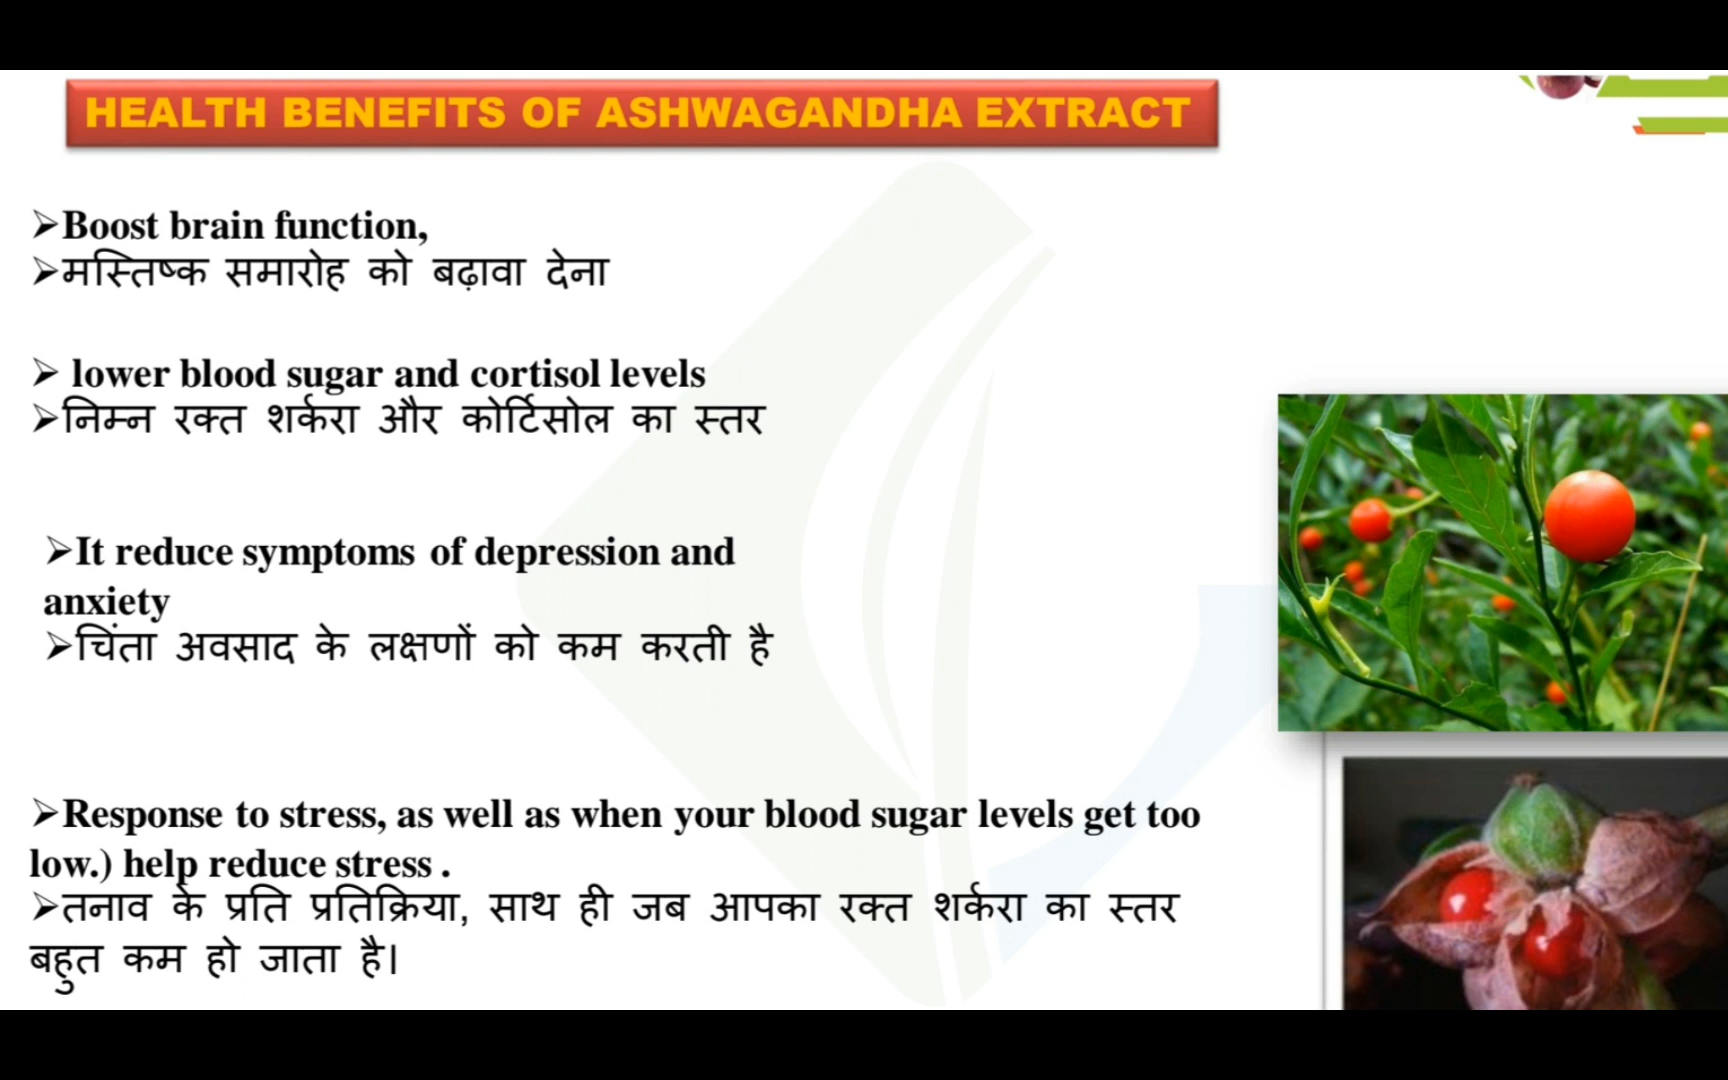 HEALTH BENEFITS OF ASHWAGANDHA EXTRACT
➢Boost brain function,
➢मस्तिष्क समारोह को बढ़ावा देना
➢ lower blood sugar and cortisol levels
➢निम्न रक्त शर्करा और कोर्टिसोल का स्तर
➢It reduce symptoms of depression and
anxiety
➢चिंता अवसाद के लक्षणों को कम करती है
➢Response to stress, as well as when your blood sugar levels get too
low.) help reduce stress .
➢तनाव के प्रति प्रतिक्रिया, साथ ही जब आपका रक्त शर्करा का स्तर
बहुत कम हो जाता है।